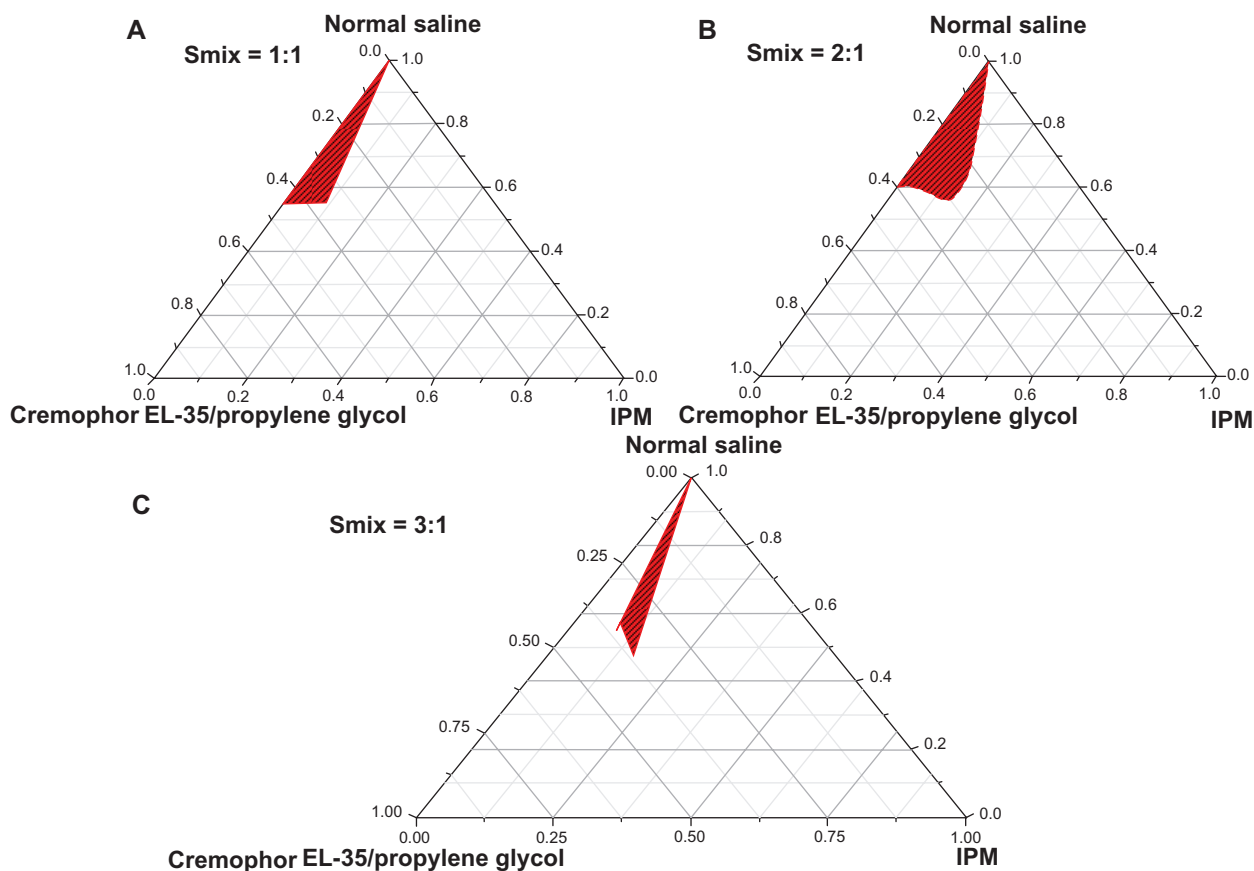 A
Normal saline
Smix = 1:1
0.0 1.0
0.2 0.8
0.4 0.6
0.6 0.4
0.8 0.2
1.0 0.0
0.0 0.2 0.4 0.6 0.8 1.0
Cremophor EL-35/propylene glycol IPM
B
Normal saline
Smix = 2:1
0.0 1.0
0.2 0.8
0.4 0.6
0.6 0.4
0.8 0.2
1.0 0.0
0.0 0.2 0.4 0.6 0.8 1.0
Cremophor EL-35/propylene glycol IPM
C
Normal saline
Smix = 3:1
0.00 1.0
0.8
0.25
0.6
0.50
0.4
0.75
0.2
1.00 0.0
0.00 0.25 0.50 0.75 1.00
Cremophor EL-35/propylene glycol IPM